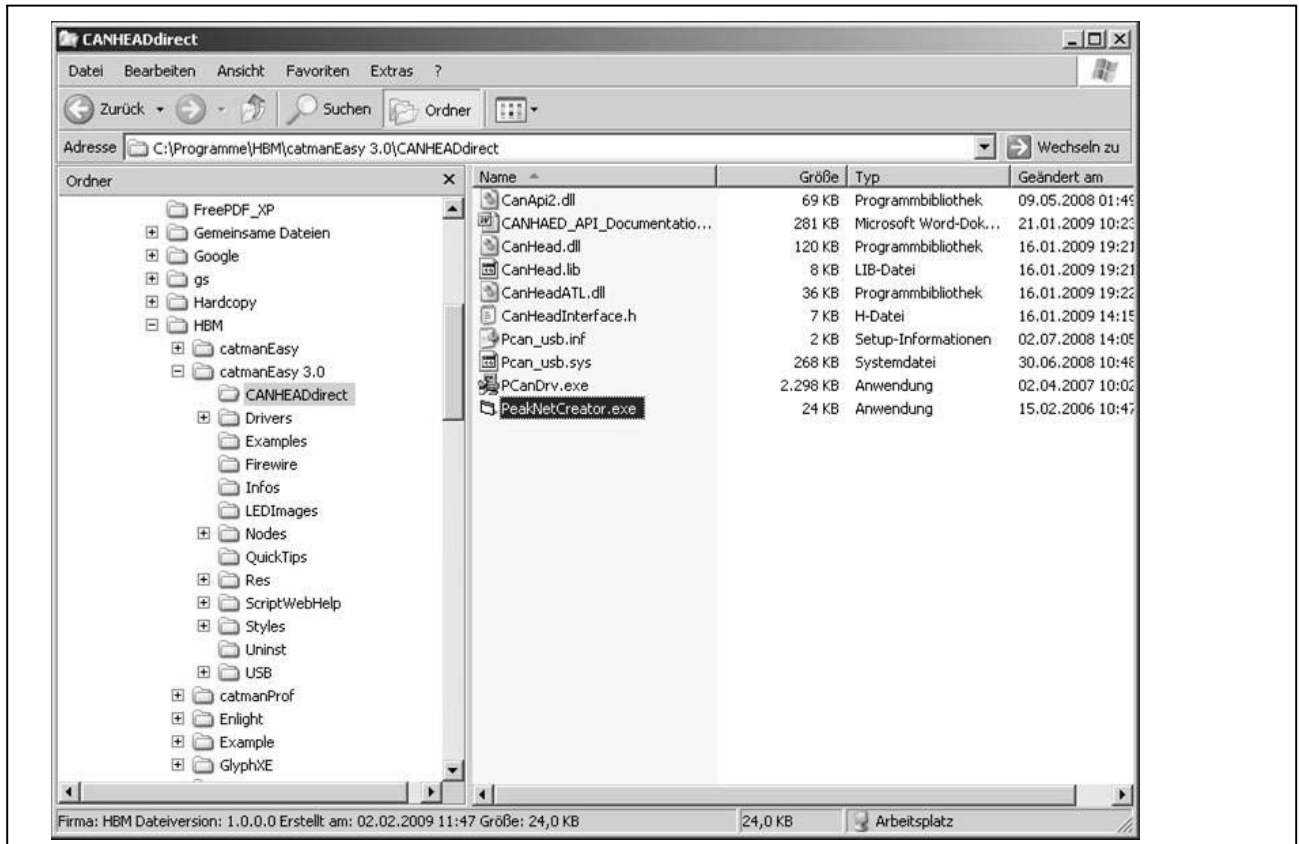 CANHEADdirect
Datei Bearbeiten Ansicht Favoriten Extras ?
Zurück Suchen Ordner
Adresse C:\Programme\HBM\catmanEasy 3.0\CANHEADdirect Wechseln zu
Ordner
FreePDF_XP
Gemeinsame Dateien
Google
gs
Hardcopy
HBM
catmanEasy
catmanEasy 3.0
CANHEADdirect
Drivers
Examples
Firewire
Infos
LEDImages
Nodes
QuickTips
Res
ScriptWebHelp
Styles
Uninst
USB
catmanProf
Enlight
Example
GlyphXE
Name Größe Typ Geändert am
CanApi2.dll 69 KB Programmbibliothek 09.05.2008 01:49
CANHAED_API_Documentatio... 281 KB Microsoft Word-Dok... 21.01.2009 10:23
CanHead.dll 120 KB Programmbibliothek 16.01.2009 19:21
CanHead.lib 8 KB LIB-Datei 16.01.2009 19:21
CanHeadATL.dll 36 KB Programmbibliothek 16.01.2009 19:22
CanHeadInterface.h 7 KB H-Datei 16.01.2009 14:15
Pcan_usb.inf 2 KB Setup-Informationen 02.07.2008 14:05
Pcan_usb.sys 268 KB Systemdatei 30.06.2008 10:48
PCanDrv.exe 2.298 KB Anwendung 02.04.2007 10:02
PeakNetCreator.exe 24 KB Anwendung 15.02.2006 10:47
Firma: HBM Dateiversion: 1.0.0.0 Erstellt am: 02.02.2009 11:47 Größe: 24,0 KB 24,0 KB Arbeitsplatz